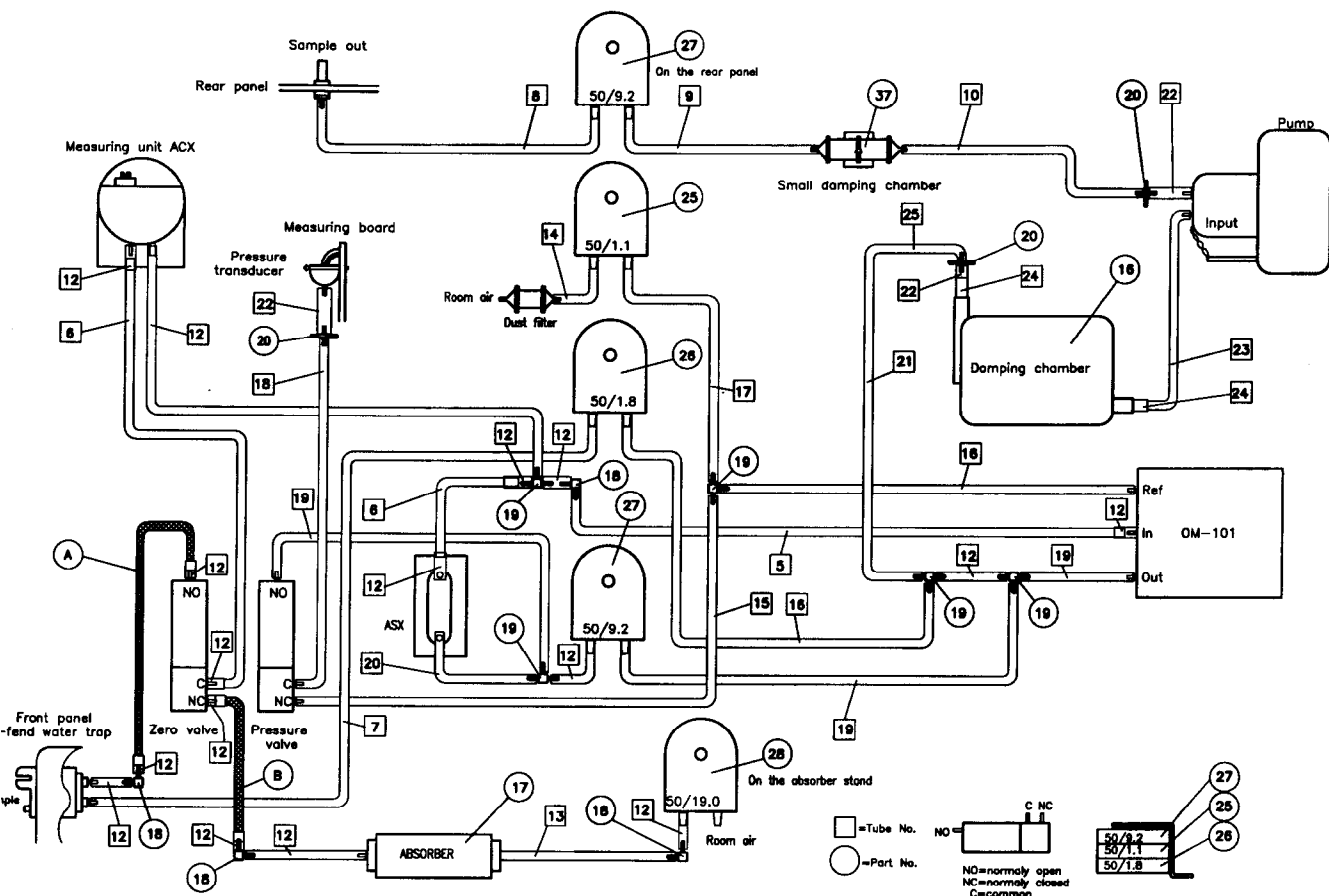 Sample out
27
Rear panel
On the rear panel
50/9.2
8
9
37
10
20
22
Pump
Measuring unit ACX
Small damping chamber
Input
25
50/1.1
14
Measuring board
Pressure
transducer
12
22
Room air
Dust filter
25
20
22
24
16
6
12
20
26
50/1.8
18
17
21
Damping chamber
23
24
12
12
18
19
19
16
Ref
6
27
19
5
12
In
OM-101
A
12
12
12
19
Out
NO
NO
12
ASX
50/9.2
15
16
19
19
19
12
C
C
20
12
NC
NC
19
Front panel
-fend water trap
Zero valve
12
Pressure
valve
7
mple
12
12
18
B
17
28
On the absorber stand
50/19.0
12
18
12
12
13
18
ABSORBER
Room air
=Tube No.
=Part No.
C NC
NO
NO=normaly open
NC=normaly closed
C=common
27
25
26
50/9.2
50/1.1
50/1.8